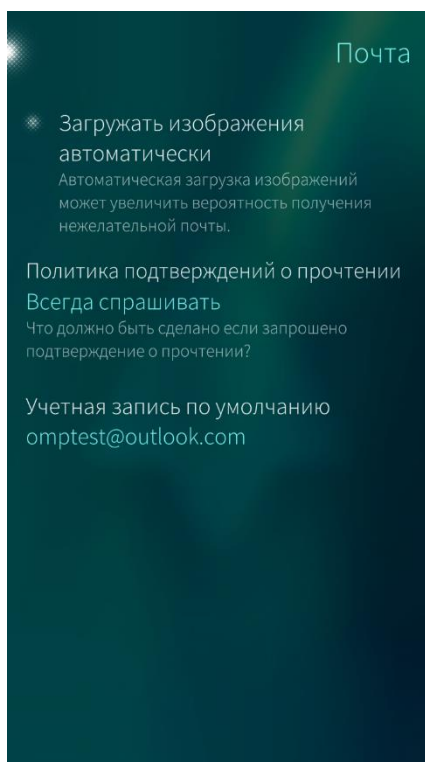 Почта
Загружать изображения
автоматически
Автоматическая загрузка изображений
может увеличить вероятность получения
нежелательной почты.
Политика подтверждений о прочтении
Всегда спрашивать
Что должно быть сделано если запрошено
подтверждение о прочтении?
Учетная запись по умолчанию
omptest@outlook.com